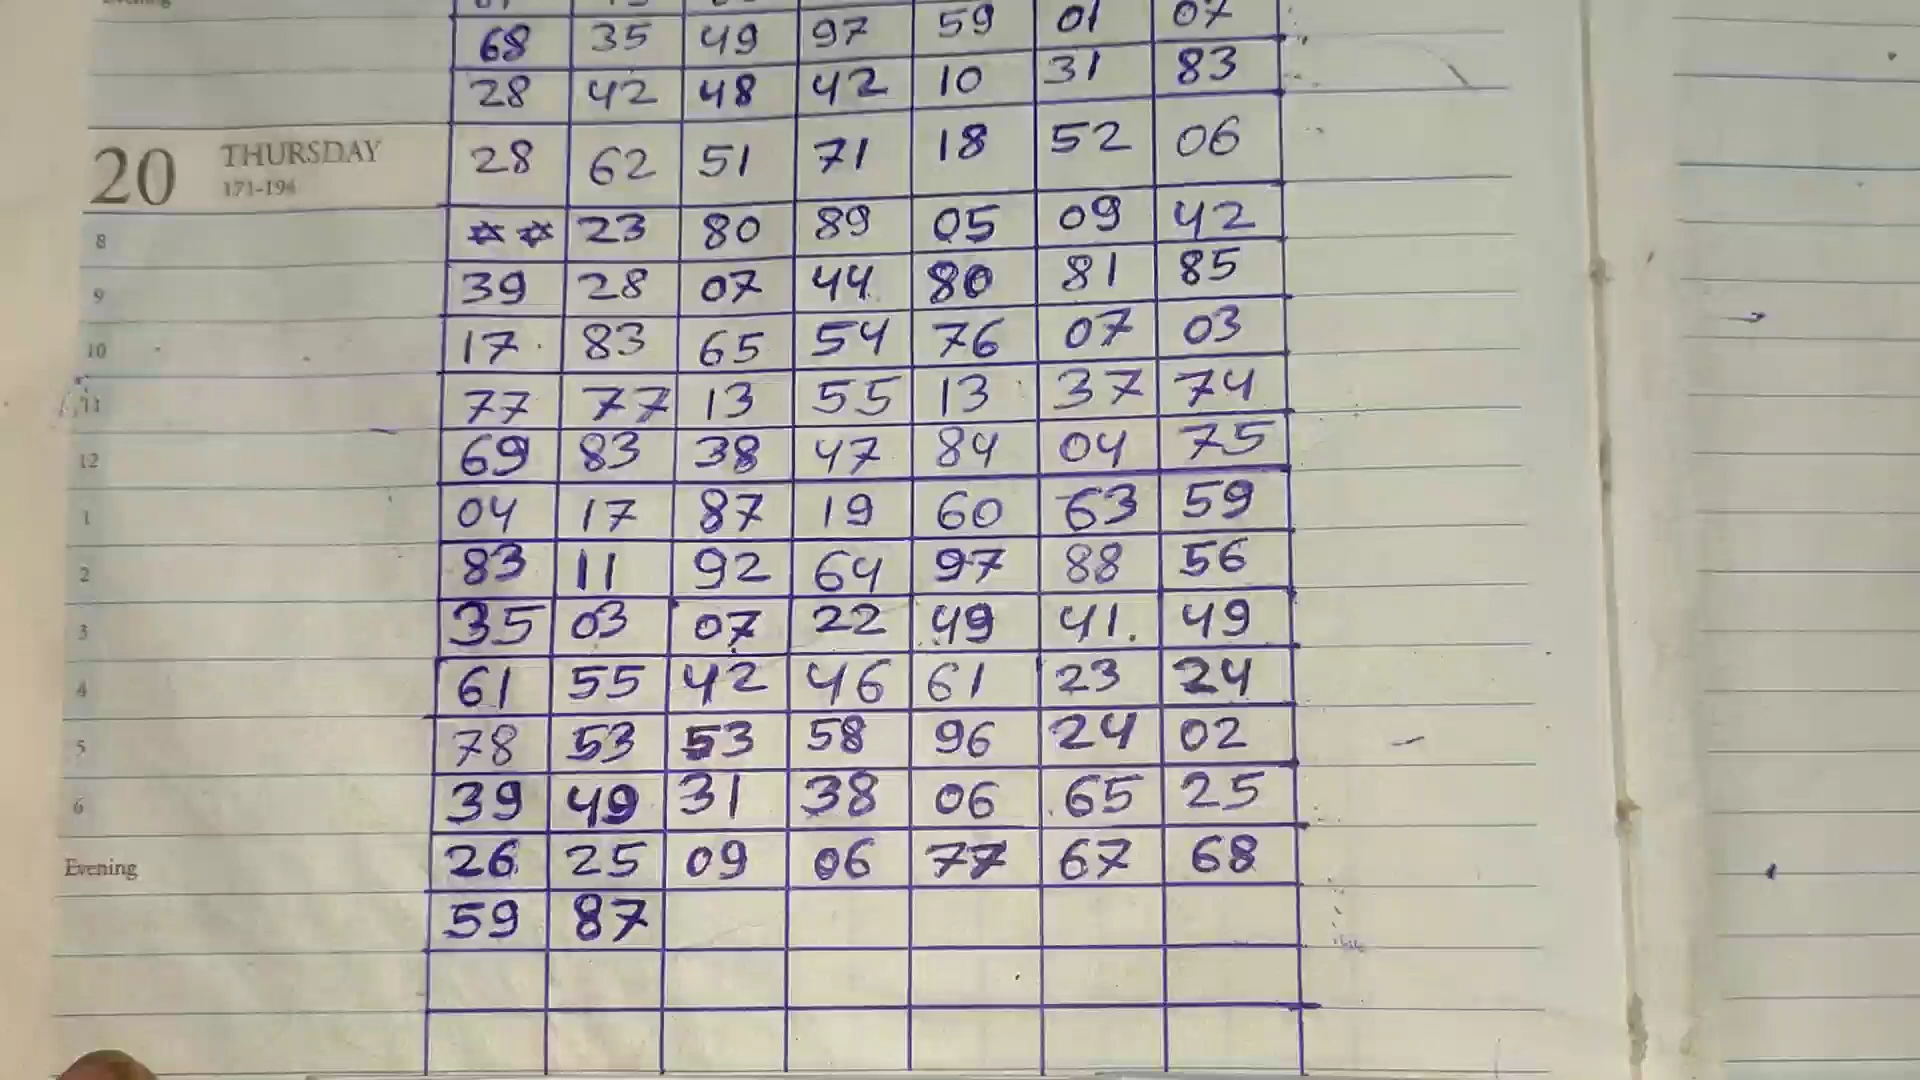 68 35 49 97 59 01 07
28 42 48 42 10 31 83
20 THURSDAY 28 62 51 71 18 52 06
171-194
8 ** 23 80 89 05 09 42
9 39 28 07 44 80 81 85
10 17 83 65 54 76 07 03
11 77 77 13 55 13 37 74
12 69 83 38 47 84 04 75
1 04 17 87 19 60 63 59
2 83 11 92 64 97 88 56
3 35 03 07 22 49 41. 49
4 61 55 42 46 61 23 24
5 78 53 53 58 96 24 02
6 39 49 31 38 06 65 25
Evening 26 25 09 06 77 67 68
59 87